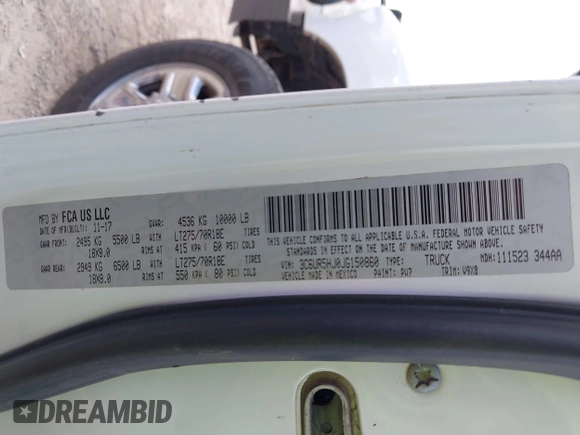 MFD BY FCA US LLC
DATE OF MFR(BUILT): 11-17 GVWR: 4536 KG 10000 LB
GAWR FRONT: 2495 KG 5500 LB WITH LT275/70R18E TIRES
18X8.0 RIMS AT 415 KPA ( 60 PSI) COLD
GAWR REAR: 2949 KG 6500 LB WITH LT275/70R18E TIRES
18X8.0 RIMS AT 550 KPA ( 80 PSI) COLD
THIS VEHICLE CONFORMS TO ALL APPLICABLE U.S.A. FEDERAL MOTOR VEHICLE SAFETY
STANDARDS IN EFFECT ON THE DATE OF MANUFACTURE SHOWN ABOVE.
VIN: 3C6UR5HJ0JG150860 TYPE: TRUCK MDH: 111523 344AA
VEHICLE MADE IN MEXICO PAINT: PW7 TRIM: V9X8
DREAMBID